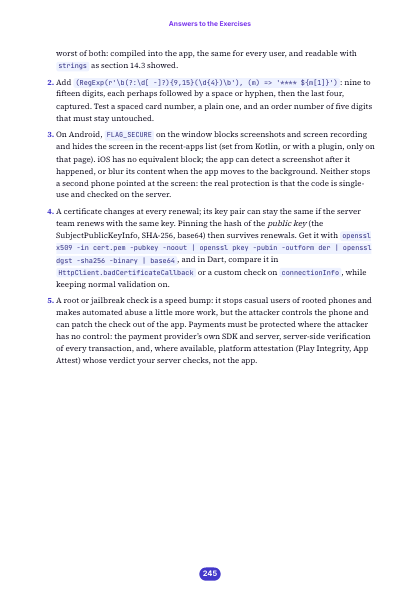 Answers to the Exercises
worst of both: compiled into the app, the same for every user, and readable with
strings as section 14.3 showed.
2. Add (RegExp(r'\b(?:\d[ -]?){9,15}(\d{4})\b'), (m) => '**** ${m[1]}') : nine to
fifteen digits, each perhaps followed by a space or hyphen, then the last four,
captured. Test a spaced card number, a plain one, and an order number of five digits
that must stay untouched.
3. On Android, FLAG_SECURE on the window blocks screenshots and screen recording
and hides the screen in the recent-apps list (set from Kotlin, or with a plugin, only on
that page). iOS has no equivalent block; the app can detect a screenshot after it
happened, or blur its content when the app moves to the background. Neither stops
a second phone pointed at the screen: the real protection is that the code is single-
use and checked on the server.
4. A certificate changes at every renewal; its key pair can stay the same if the server
team renews with the same key. Pinning the hash of the public key (the
SubjectPublicKeyInfo, SHA-256, base64) then survives renewals. Get it with openssl
x509 -in cert.pem -pubkey -noout | openssl pkey -pubin -outform der | openssl
dgst -sha256 -binary | base64 , and in Dart, compare it in
HttpClient.badCertificateCallback or a custom check on connectionInfo , while
keeping normal validation on.
5. A root or jailbreak check is a speed bump: it stops casual users of rooted phones and
makes automated abuse a little more work, but the attacker controls the phone and
can patch the check out of the app. Payments must be protected where the attacker
has no control: the payment provider's own SDK and server, server-side verification
of every transaction, and, where available, platform attestation (Play Integrity, App
Attest) whose verdict your server checks, not the app.
245